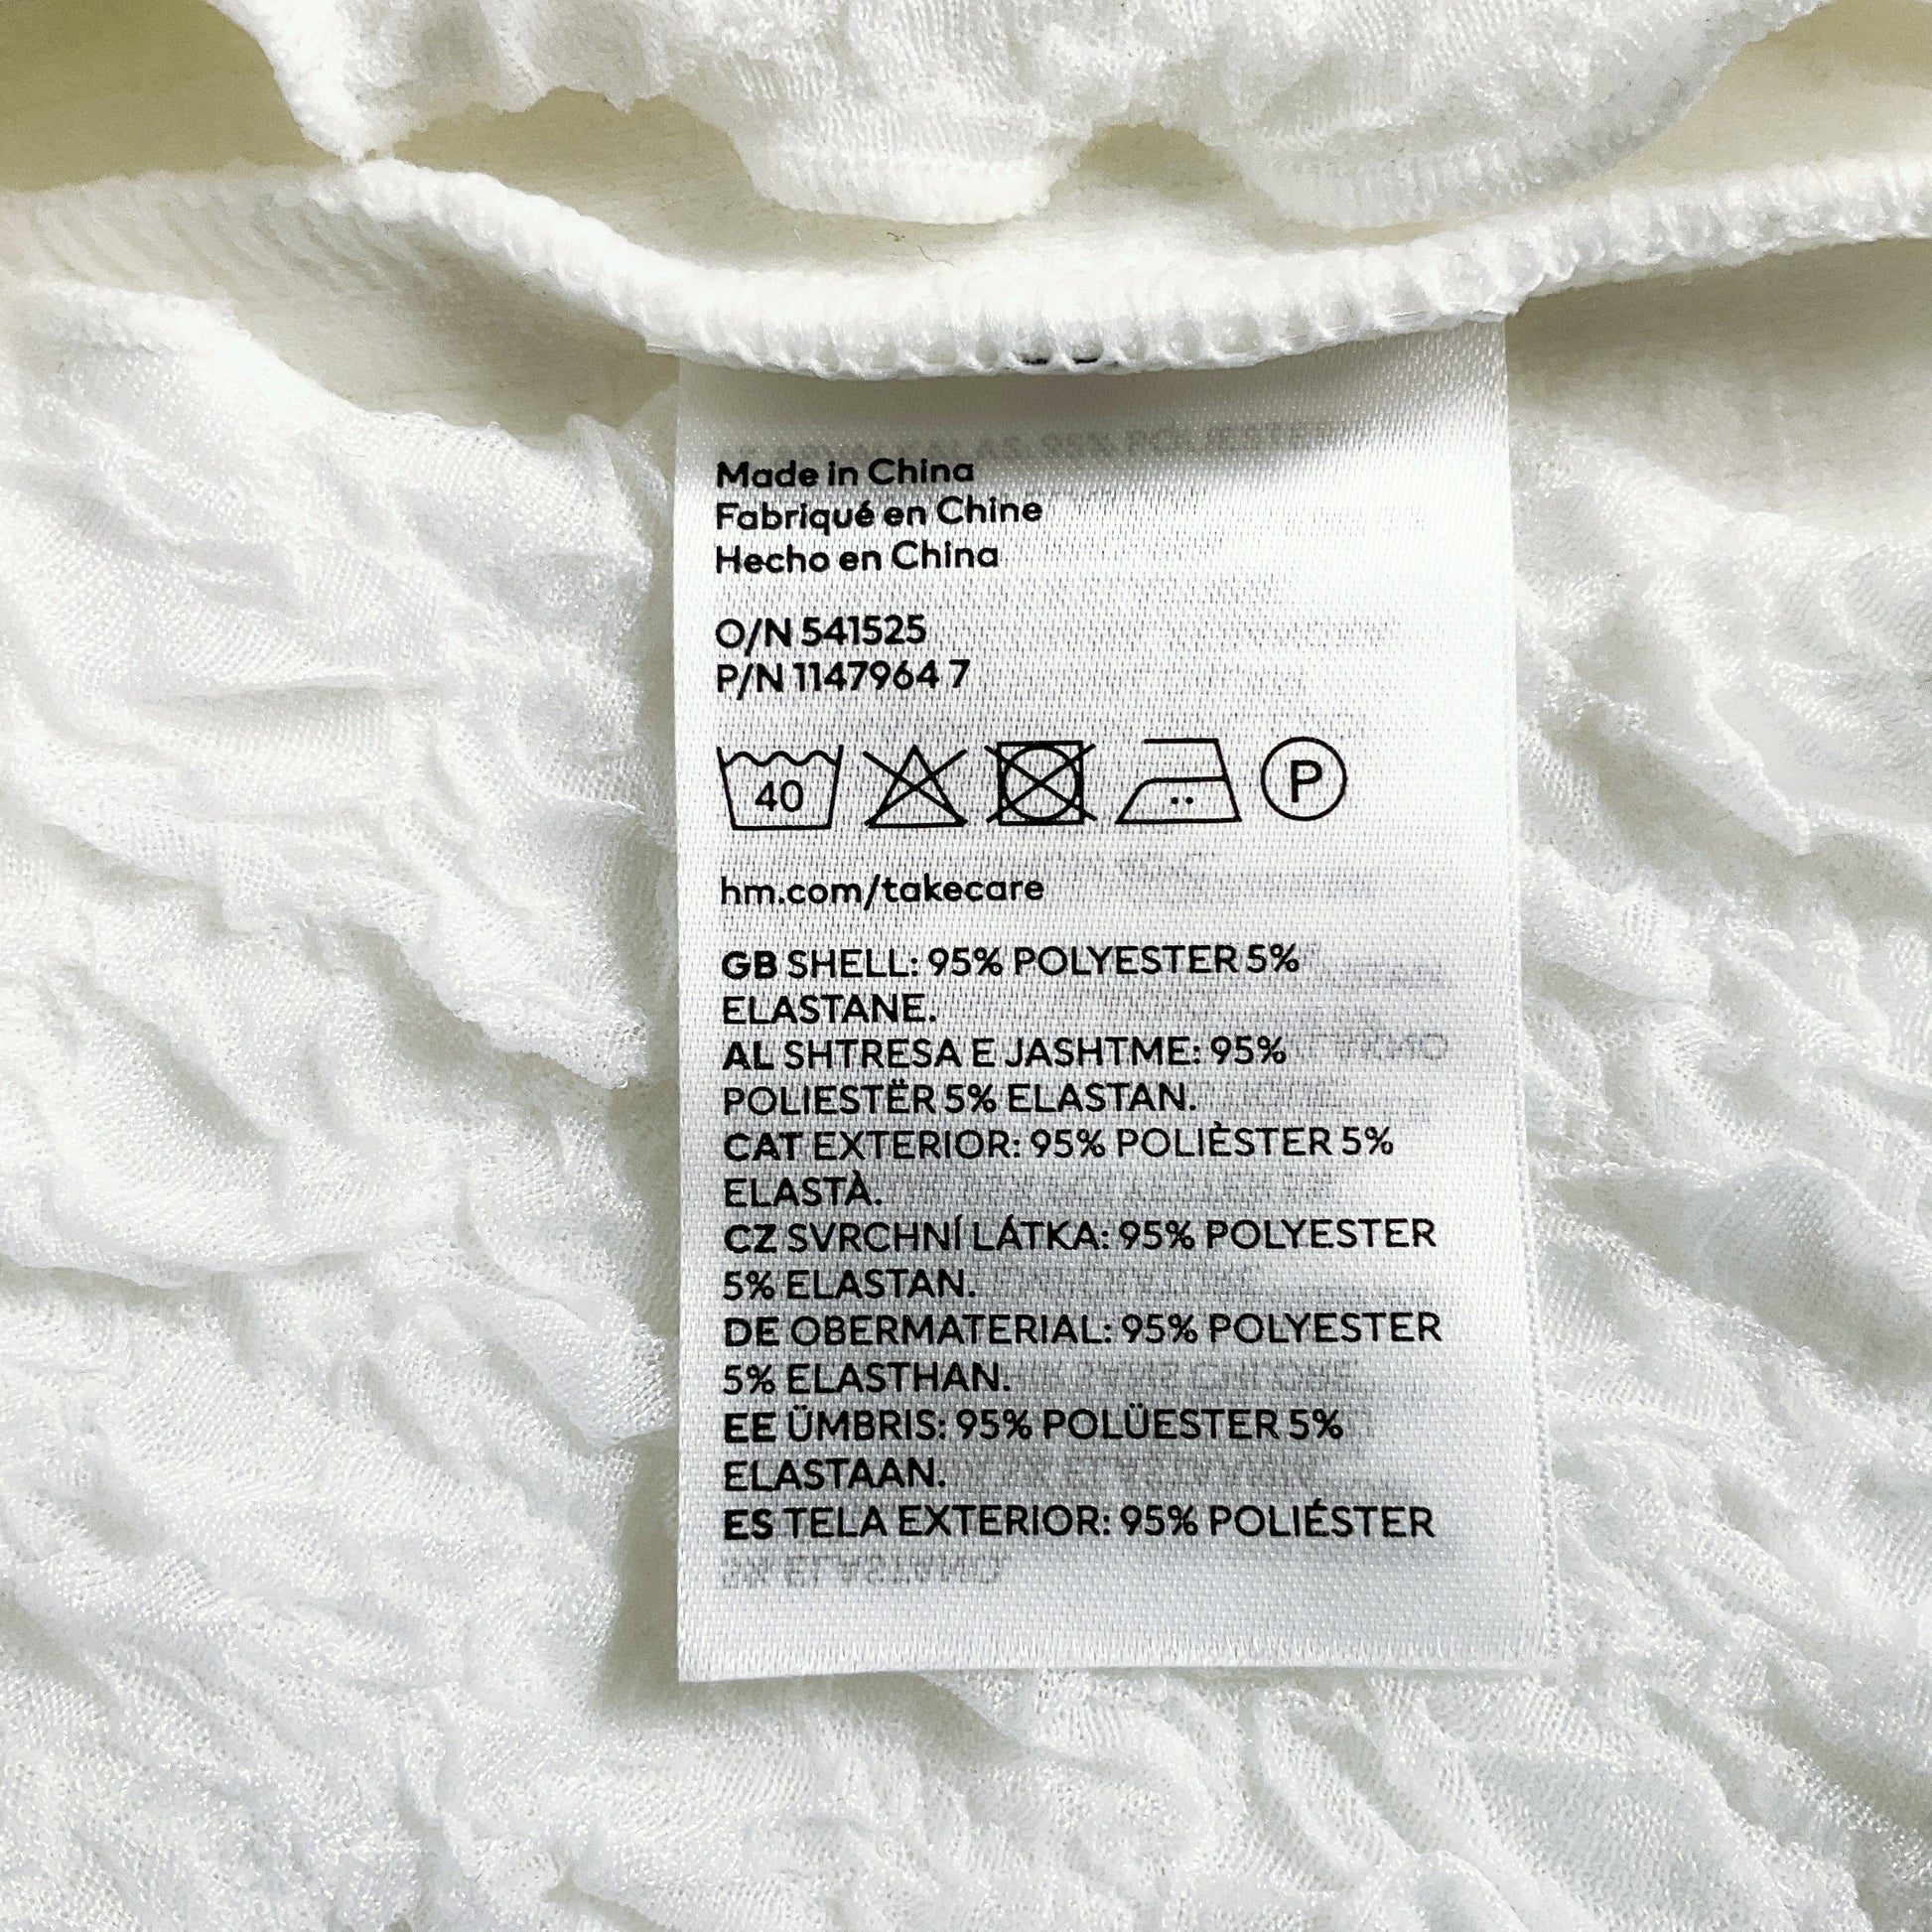 Made in China
Fabriqué en Chine
Hecho en China
O/N 541525
P/N 1147964 7
40
P
hm.com/takecare
GB SHELL: 95% POLYESTER 5%
ELASTANE.
AL SHTRESA E JASHTME: 95%
POLIESTËR 5% ELASTAN.
CAT EXTERIOR: 95% POLIÈSTER 5%
ELASTÀ.
CZ SVRCHNÍ LÁTKA: 95% POLYESTER
5% ELASTAN.
DE OBERMATERIAL: 95% POLYESTER
5% ELASTHAN.
EE ÜMBRIS: 95% POLÜESTER 5%
ELASTAAN.
ES TELA EXTERIOR: 95% POLIÉSTER